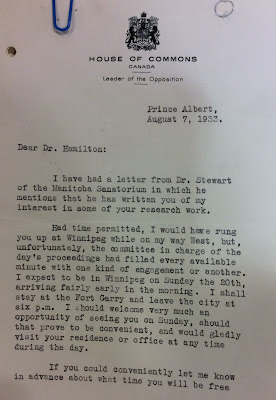 HOUSE OF COMMONS
CANADA
Leader of the Opposition
Prince Albert,
August 7, 1933.
Dear Dr. Hamilton:
I have had a letter from Dr. Stewart
of the Manitoba Sanatorium in which he
mentions that he has written you of my
interest in some of your research work.
Had time permitted, I would have rung
you up at Winnipeg while on my way West, but,
unfortunately, the committee in charge of the
day's proceedings had filled every available
minute with one kind of engagement or another.
I expect to be in Winnipeg on Sunday the 20th,
arriving fairly early in the morning. I shall
stay at the Fort Garry and leave the city at
six p.m. I should welcome very much an
opportunity of seeing you on Sunday, should
that prove to be convenient, and would gladly
visit your residence or office at any time
during the day.
If you could conveniently let me know
in advance about what time you will be free